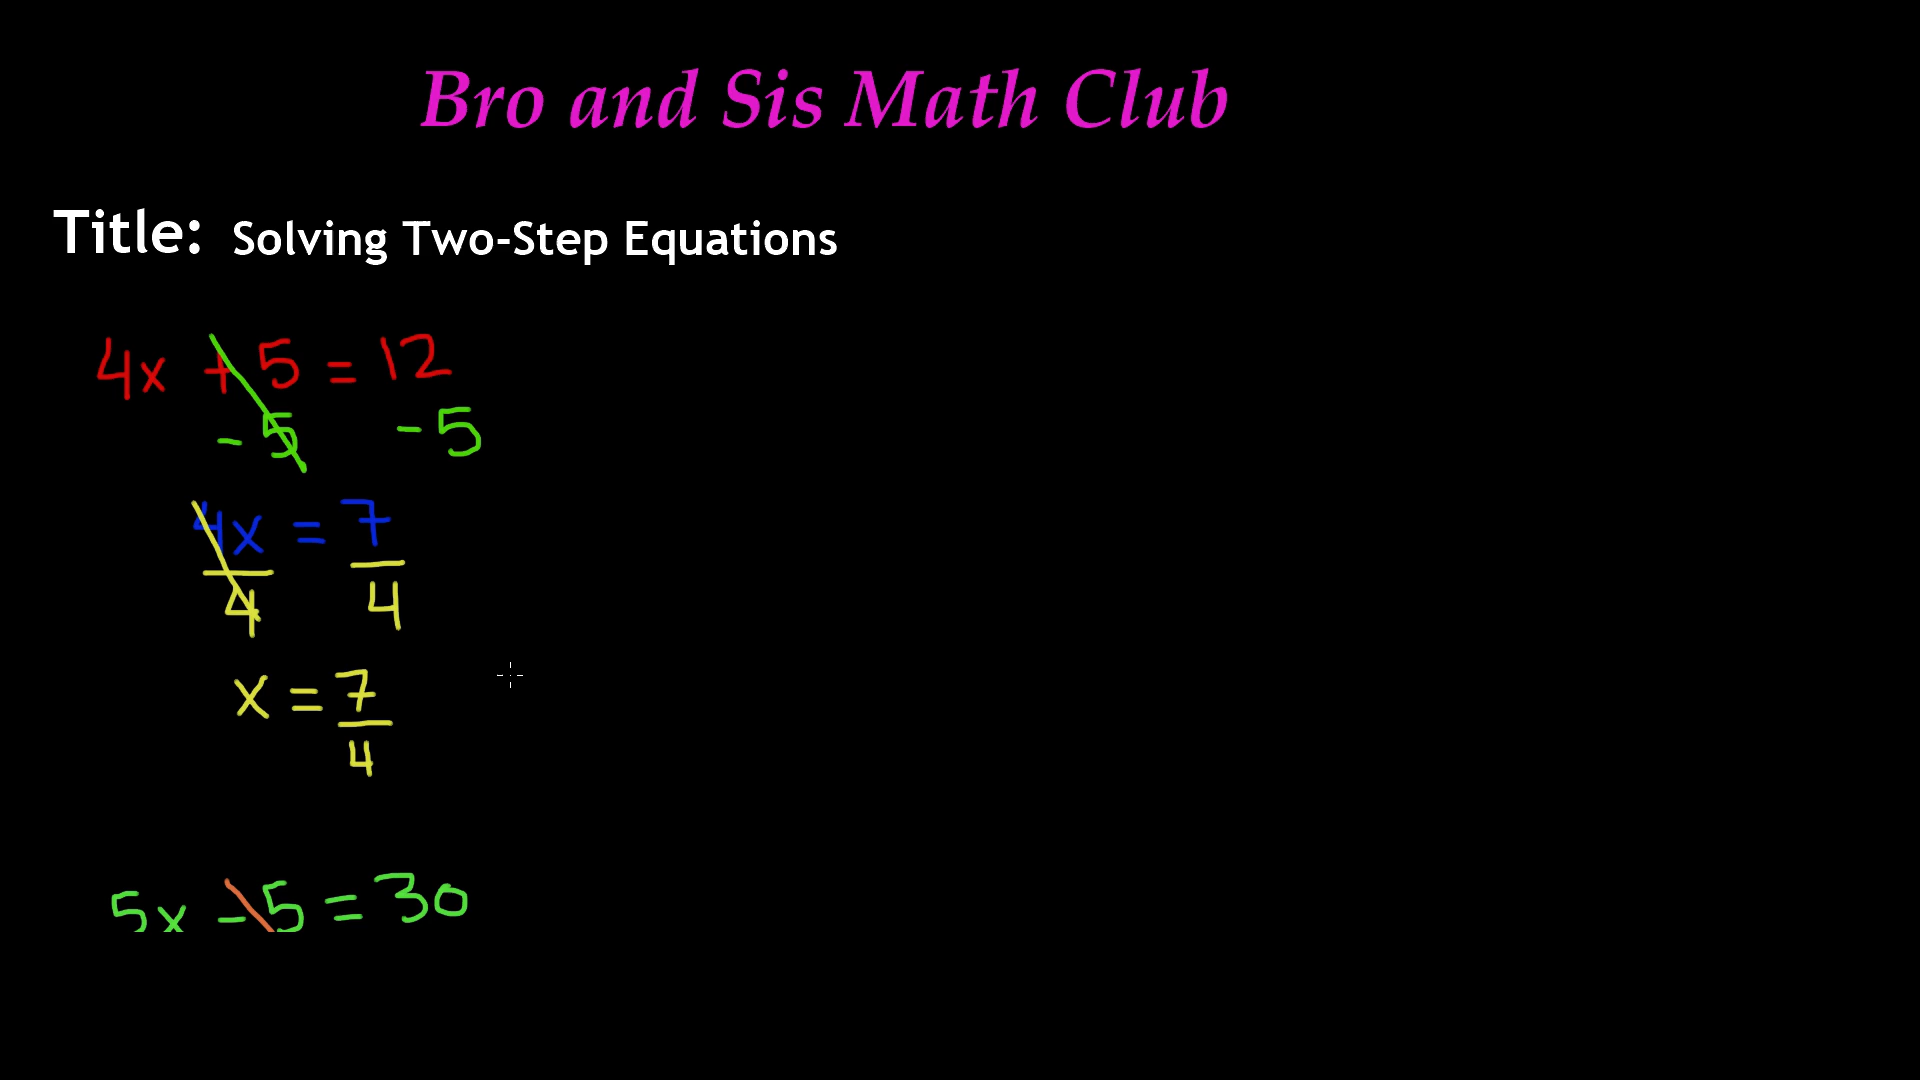 Bro and Sis Math Club
Title: Solving Two-Step Equations
4x + 5 = 12
- 5 - 5
4x = 7
4 4
x = 7
4
5x - 5 = 30